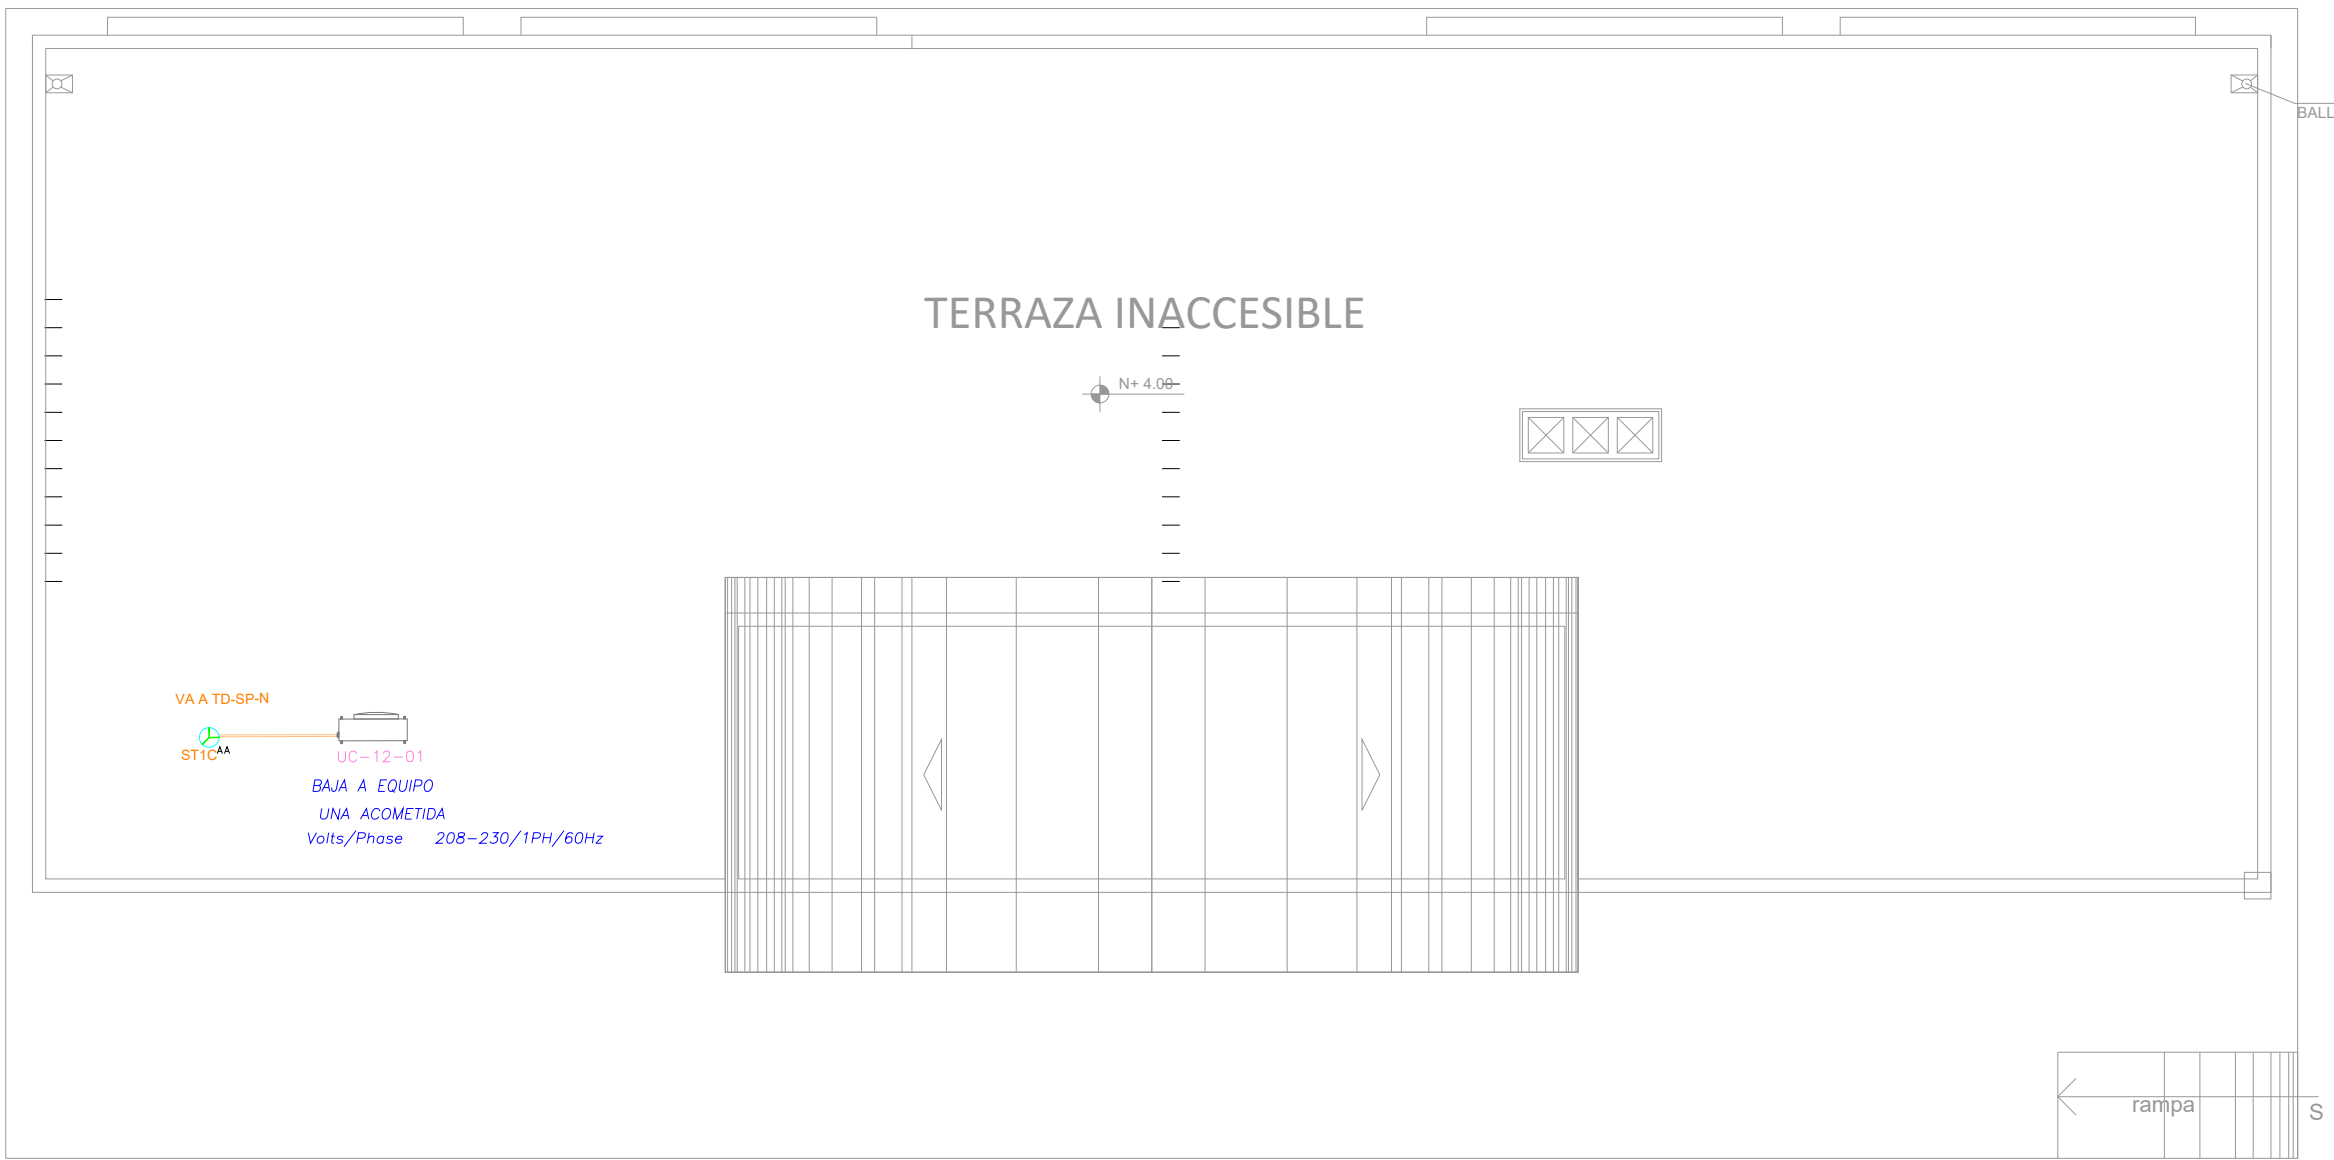 BALL
TERRAZA INACCESIBLE
N+ 4.00
VA A TD-SP-N
ST1C
AA
UC-12-01
BAJA A EQUIPO
UNA ACOMETIDA
Volts/Phase 208-230/1PH/60Hz
rampa
S